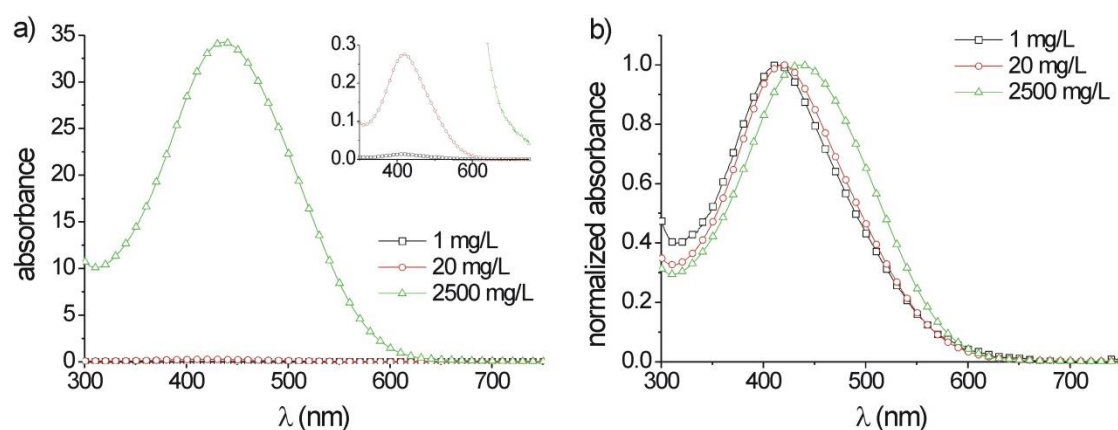 a)
35
30
25
20
15
10
5
0
absorbance
300 400 500 600 700
λ (nm)
0.3
0.2
0.1
0.0
400 600
1 mg/L
20 mg/L
2500 mg/L
b)
1.0
0.8
0.6
0.4
0.2
0.0
normalized absorbance
300 400 500 600 700
λ (nm)
1 mg/L
20 mg/L
2500 mg/L